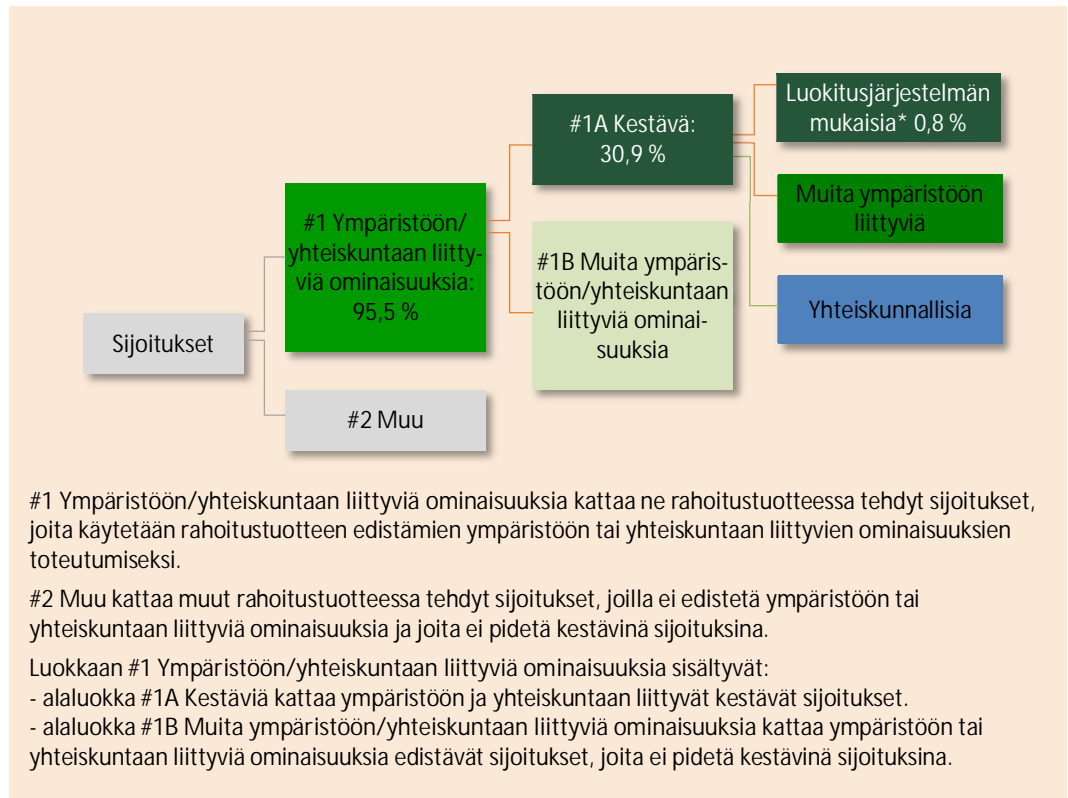 Luokitusjärjestelmän
mukaisia* 0,8 %
#1A Kestävä:
30,9 %
Muita ympäristöön
liittyviä
#1 Ympäristöön/
yhteiskuntaan liitty-
viä ominaisuuksia:
95,5 %
#1B Muita ympäris-
töön/yhteiskuntaan
liittyviä ominai-
suuksia
Yhteiskunnallisia
Sijoitukset
#2 Muu
#1 Ympäristöön/yhteiskuntaan liittyviä ominaisuuksia kattaa ne rahoitustuotteessa tehdyt sijoitukset,
joita käytetään rahoitustuotteen edistämien ympäristöön tai yhteiskuntaan liittyvien ominaisuuksien
toteutumiseksi.
#2 Muu kattaa muut rahoitustuotteessa tehdyt sijoitukset, joilla ei edistetä ympäristöön tai
yhteiskuntaan liittyviä ominaisuuksia ja joita ei pidetä kestävinä sijoituksina.
Luokkaan #1 Ympäristöön/yhteiskuntaan liittyviä ominaisuuksia sisältyvät:
- alaluokka #1A Kestäviä kattaa ympäristöön ja yhteiskuntaan liittyvät kestävät sijoitukset.
- alaluokka #1B Muita ympäristöön/yhteiskuntaan liittyviä ominaisuuksia kattaa ympäristöön tai
yhteiskuntaan liittyviä ominaisuuksia edistävät sijoitukset, joita ei pidetä kestävinä sijoituksina.